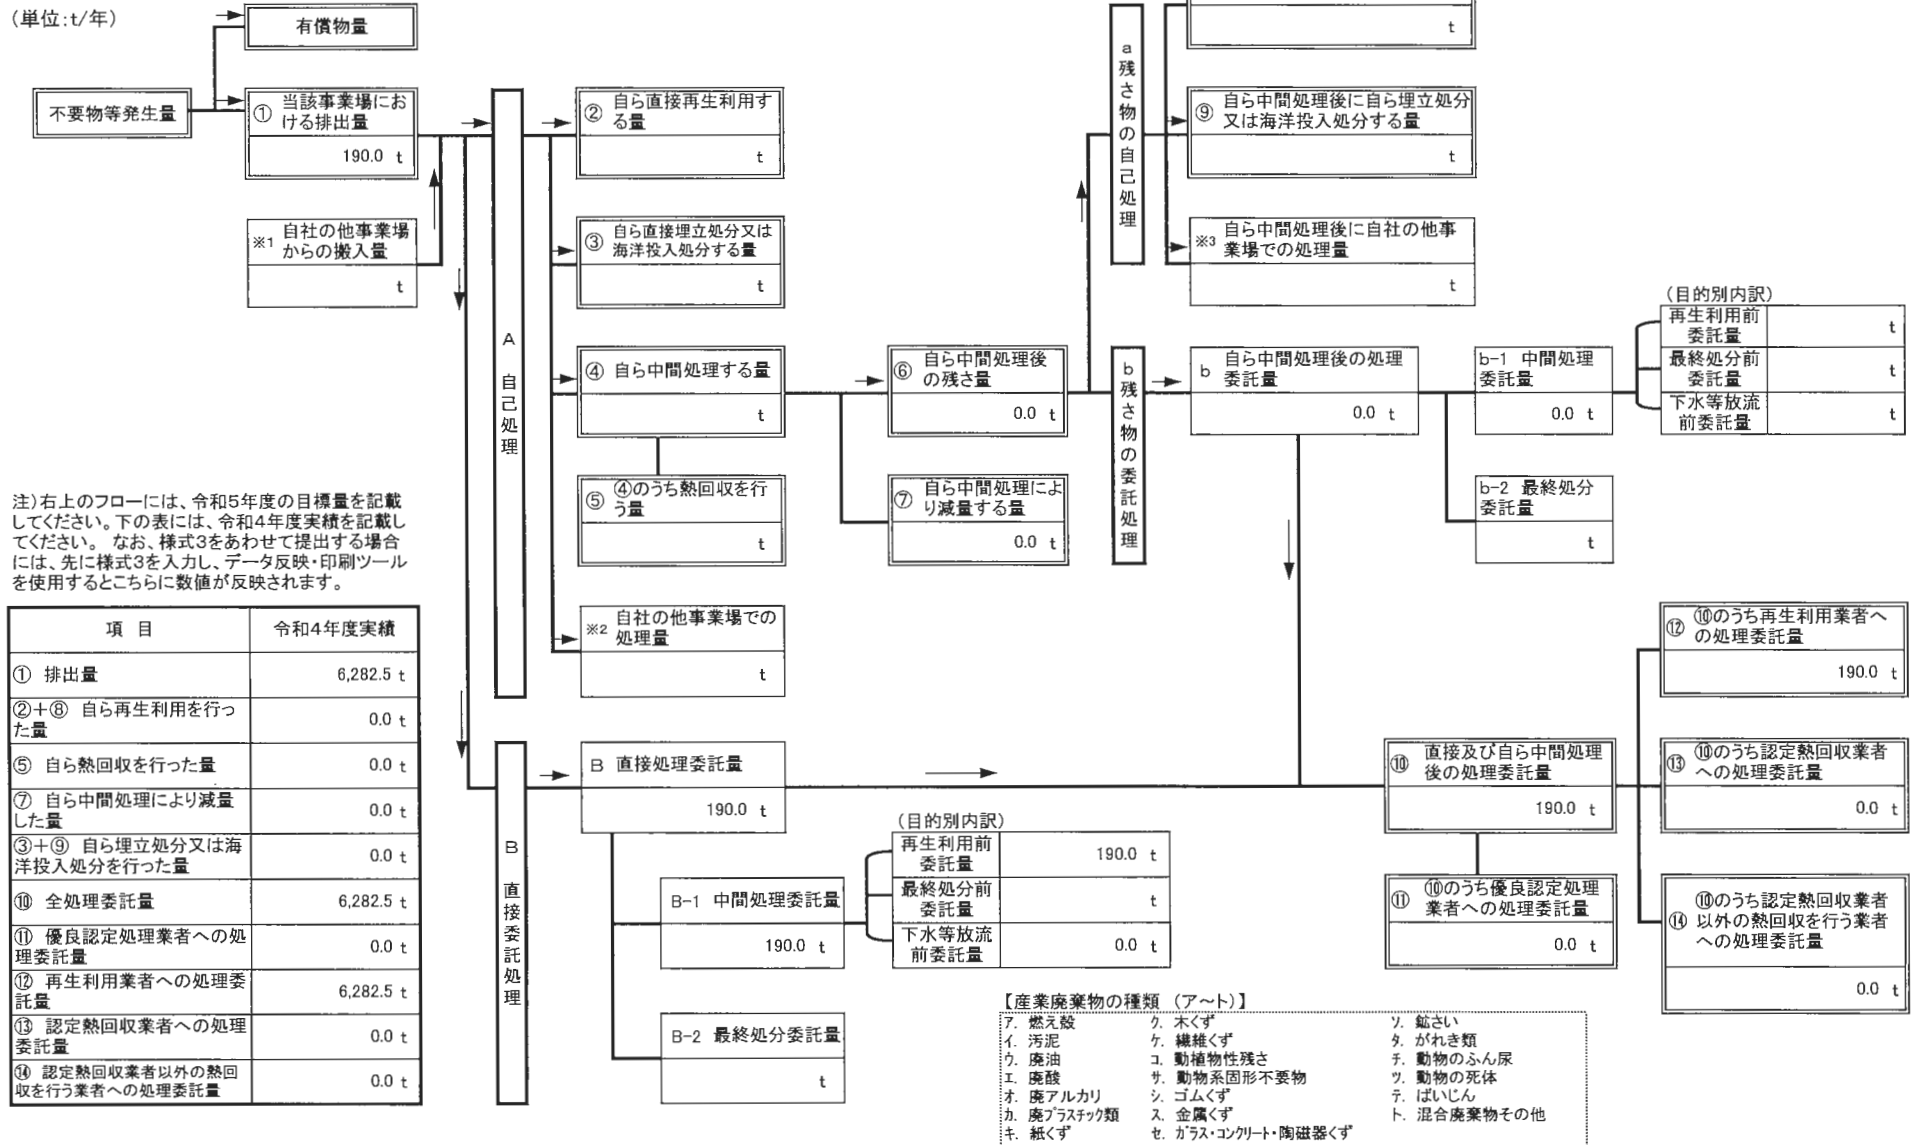 (単位:t/年)
有償物量
不要物等発生量
① 当該事業場にお
ける排出量
190.0 t
※1 自社の他事業場
からの搬入量
t
A 自己処理
② 自ら直接再生利用す
る量
t
③ 自ら直接埋立処分又は
海洋投入処分する量
t
④ 自ら中間処理する量
t
⑤ ④のうち熱回収を行
う量
t
※2 自社の他事業場での
処理量
t
⑥ 自ら中間処理後
の残さ量
0.0 t
⑦ 自ら中間処理によ
り減量する量
0.0 t
a 残さ物の自己処理
t
⑨ 自ら中間処理後に自ら埋立処分
又は海洋投入処分する量
t
※3 自ら中間処理後に自社の他事
業場での処理量
t
b 残さ物の委託処理
b 自ら中間処理後の処理
委託量
0.0 t
b-1 中間処理
委託量
0.0 t
(目的別内訳)
再生利用前
委託量
t
最終処分前
委託量
t
下水等放流
前委託量
t
b-2 最終処分
委託量
t
注)右上のフローには、令和5年度の目標量を記載
してください。下の表には、令和4年度実績を記載し
てください。 なお、様式3をあわせて提出する場合
には、先に様式3を入力し、データ反映・印刷ツール
を使用するとこちらに数値が反映されます。
項 目 令和4年度実績
① 排出量 6,282.5 t
②+⑧ 自ら再生利用を行っ
た量 0.0 t
⑤ 自ら熱回収を行った量 0.0 t
⑦ 自ら中間処理により減量
した量 0.0 t
③+⑨ 自ら埋立処分又は海
洋投入処分を行った量 0.0 t
⑩ 全処理委託量 6,282.5 t
⑪ 優良認定処理業者への処
理委託量 0.0 t
⑫ 再生利用業者への処理委
託量 6,282.5 t
⑬ 認定熱回収業者への処理
委託量 0.0 t
⑭ 認定熱回収業者以外の熱回
収を行う業者への処理委託量 0.0 t
B 直接委託処理
B 直接処理委託量
190.0 t
B-1 中間処理委託量
190.0 t
(目的別内訳)
再生利用前
委託量
190.0 t
最終処分前
委託量
t
下水等放流
前委託量
0.0 t
B-2 最終処分委託量
t
⑩ 直接及び自ら中間処理
後の処理委託量
190.0 t
⑪ ⑩のうち優良認定処理
業者への処理委託量
0.0 t
⑫ ⑩のうち再生利用業者へ
の処理委託量
190.0 t
⑬ ⑩のうち認定熱回収業者
への処理委託量
0.0 t
⑭ ⑩のうち認定熱回収業者
以外の熱回収を行う業者
への処理委託量
0.0 t
【産業廃棄物の種類 (ア~ト)】
ア. 燃え殻 ク. 木くず ソ. 鉱さい
イ. 汚泥 ケ. 繊維くず タ. がれき類
ウ. 廃油 コ. 動植物性残さ チ. 動物のふん尿
エ. 廃酸 サ. 動物系固形不要物 ツ. 動物の死体
オ. 廃アルカリ シ. ゴムくず テ. ばいじん
カ. 廃プラスチック類 ス. 金属くず ト. 混合廃棄物その他
キ. 紙くず セ. ガラス・コンクリート・陶磁器くず